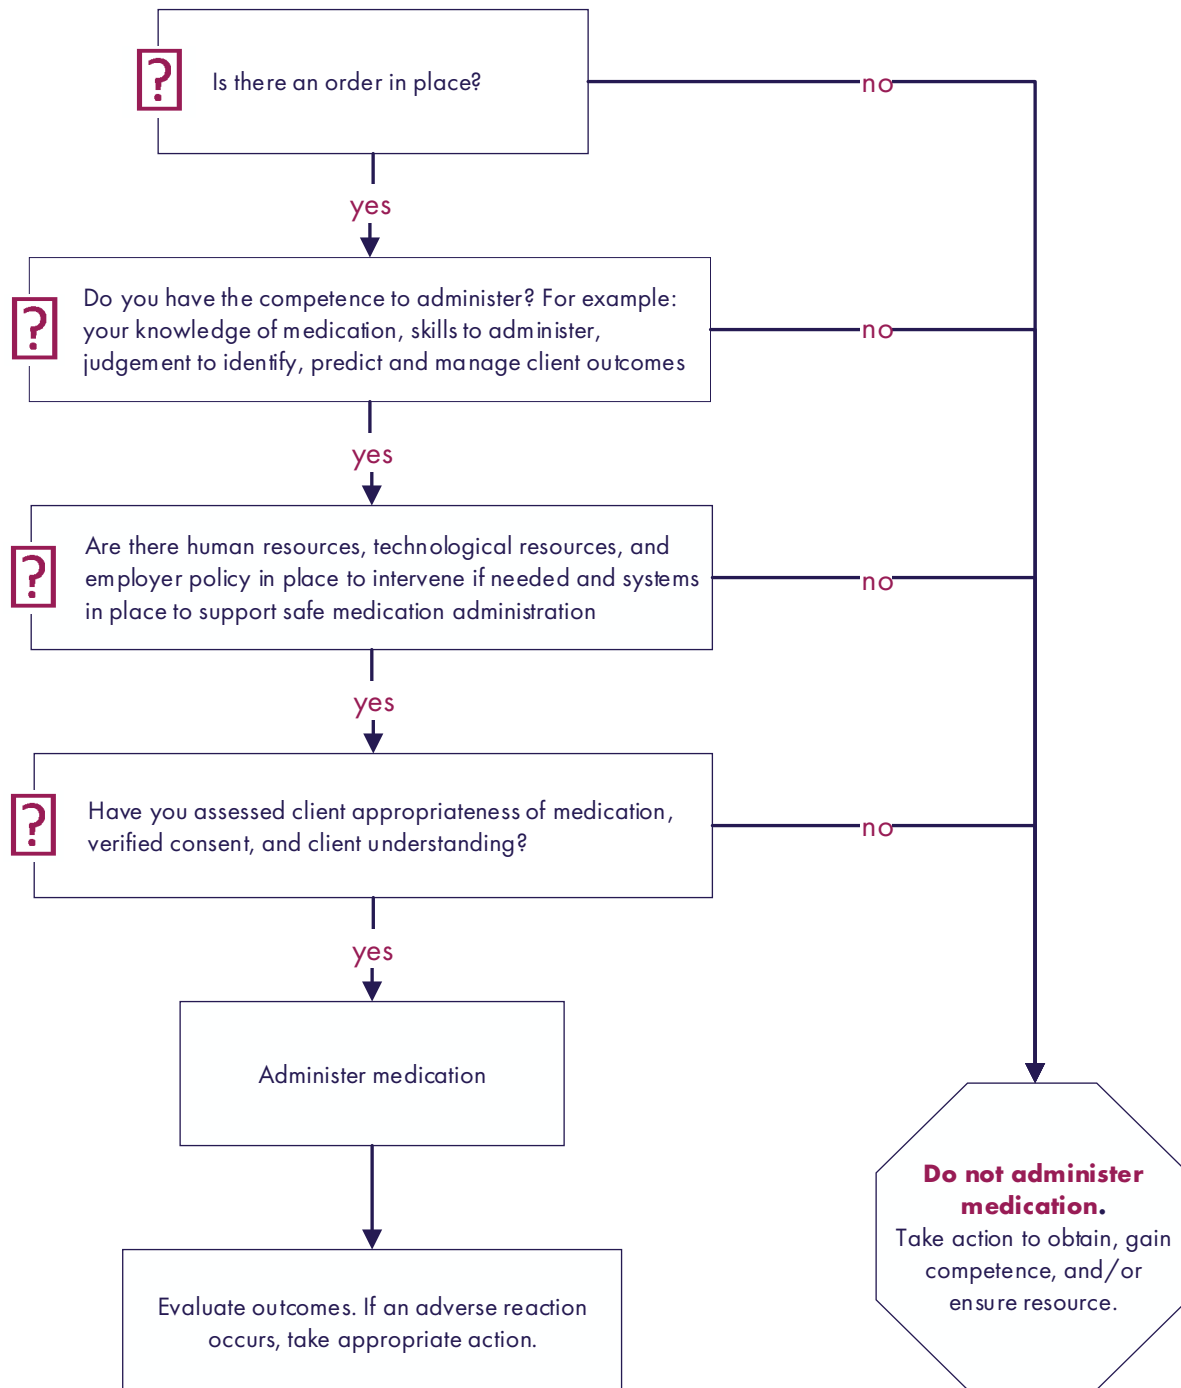 ?
Is there an order in place?
no
yes
?
Do you have the competence to administer? For example:
your knowledge of medication, skills to administer,
judgement to identify, predict and manage client outcomes
no
yes
?
Are there human resources, technological resources, and
employer policy in place to intervene if needed and systems
in place to support safe medication administration
no
yes
?
Have you assessed client appropriateness of medication,
verified consent, and client understanding?
no
yes
Administer medication
Do not administer
medication.
Take action to obtain, gain
competence, and/or
ensure resource.
Evaluate outcomes. If an adverse reaction
occurs, take appropriate action.